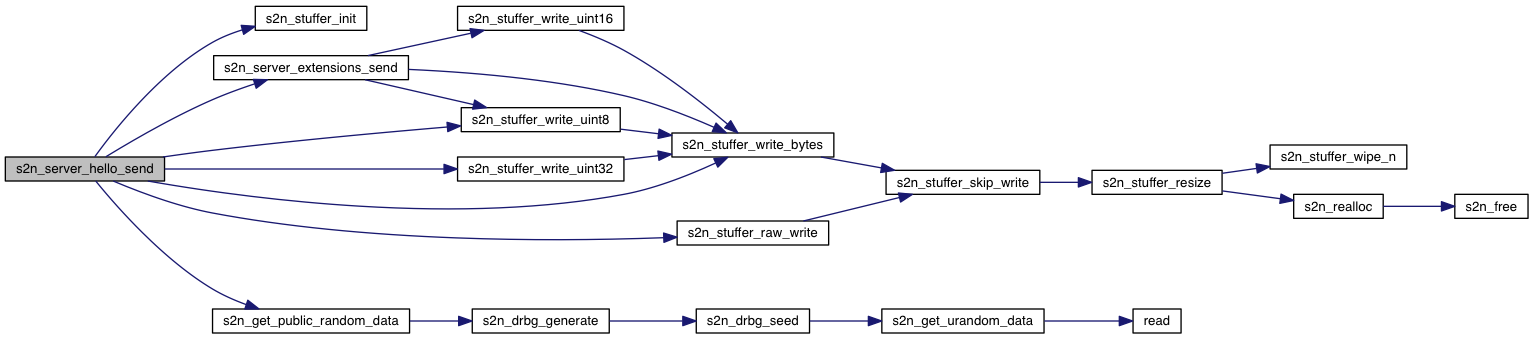 s2n_stuffer_init
s2n_stuffer_write_uint16
s2n_server_extensions_send
s2n_stuffer_write_uint8
s2n_stuffer_write_bytes
s2n_stuffer_wipe_n
s2n_server_hello_send
s2n_stuffer_write_uint32
s2n_stuffer_skip_write
s2n_stuffer_resize
s2n_realloc
s2n_free
s2n_stuffer_raw_write
s2n_get_public_random_data
s2n_drbg_generate
s2n_drbg_seed
s2n_get_urandom_data
read